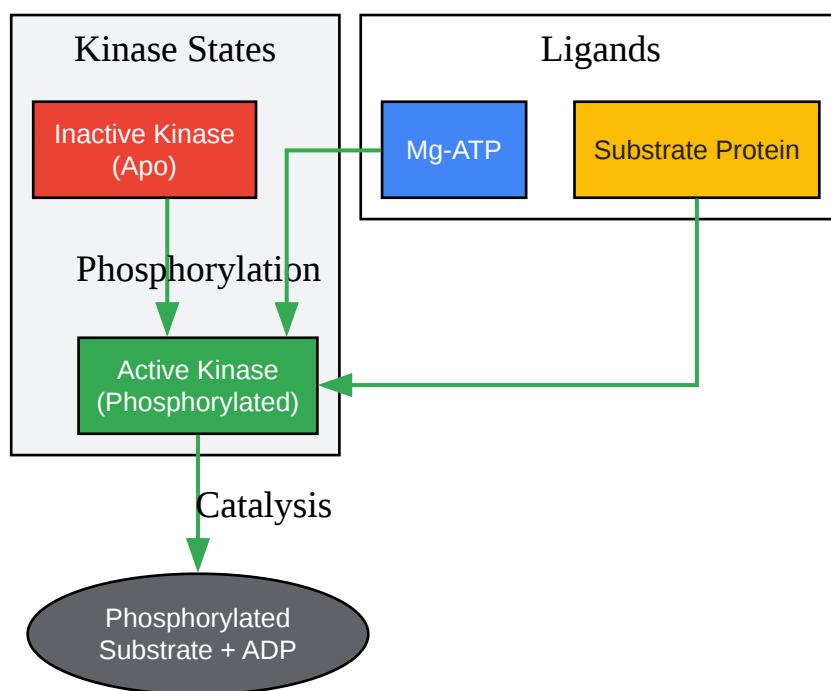 Kinase States
Ligands
Inactive Kinase
(Apo)
Mg-ATP
Substrate Protein
Phosphorylation
Active Kinase
(Phosphorylated)
Catalysis
Phosphorylated
Substrate + ADP